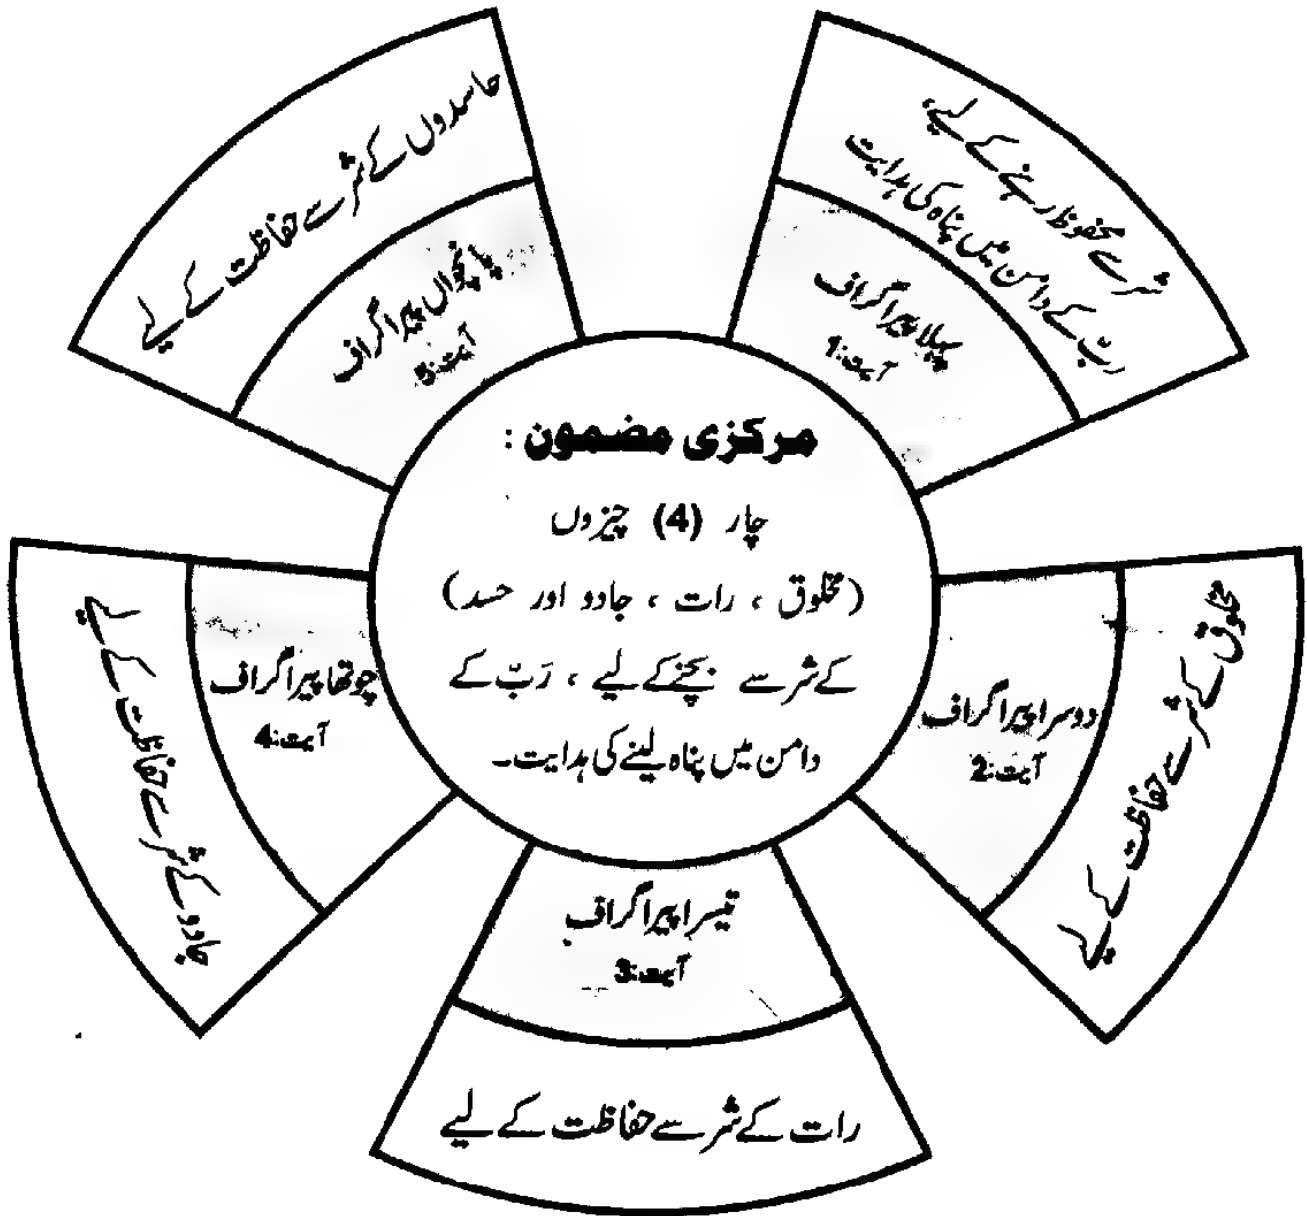 مرکزی مضمون :
چار (4) چیزوں
(مخلوق ، رات ، جادو اور حسد)
کے شر سے بچنے کے لیے ، رَبّ کے
دامن میں پناہ لینے کی ہدایت۔
شر سے محفوظ رہنے کے لیے،
ربّ کے دامن میں پناہ کی ہدایت
پہلا پیراگراف
آیت:1
مخلوق کے شر سے حفاظت کے لیے
دوسرا پیراگراف
آیت:2
تیسرا پیراگراف
آیت:3
رات کے شر سے حفاظت کے لیے
جادو کے شر سے حفاظت کے لیے
چوتھا پیراگراف
آیت:4
حاسدوں کے شر سے حفاظت کے لیے
پانچواں پیراگراف
آیت:5